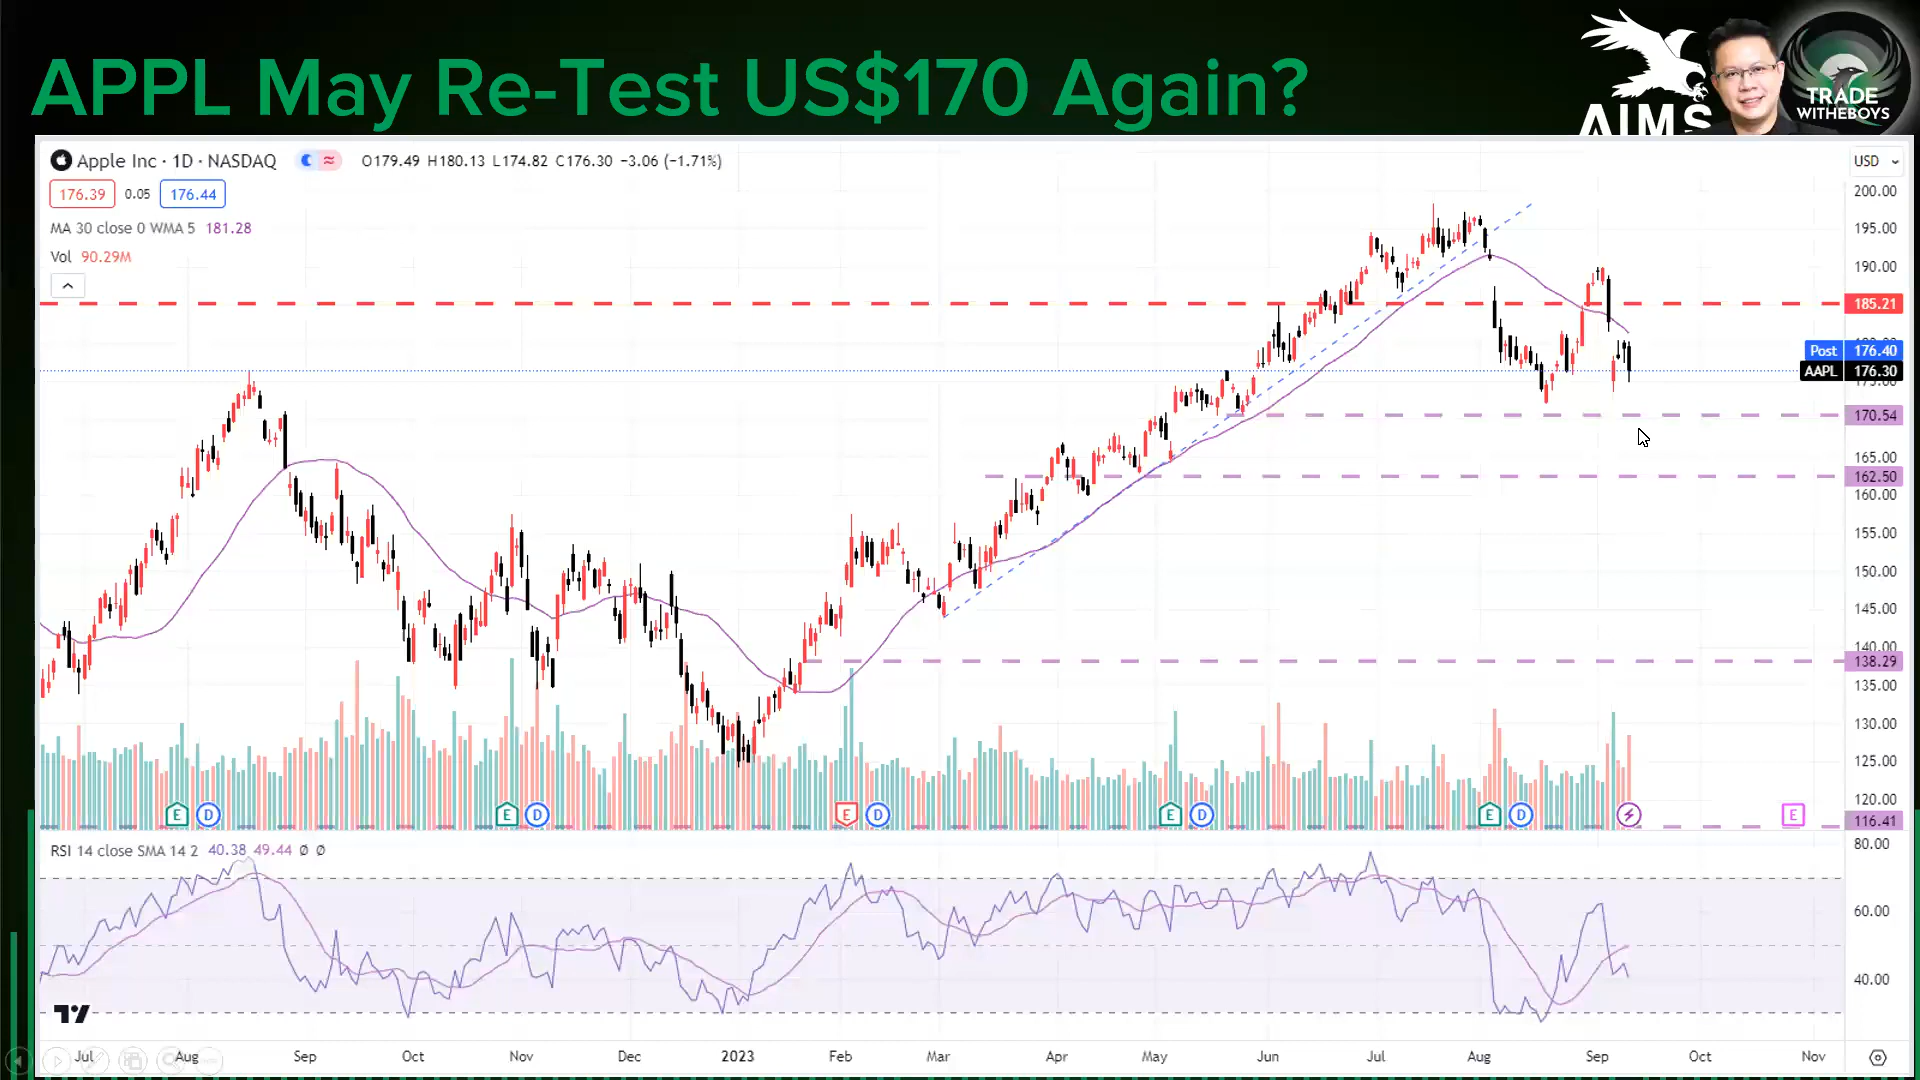 APPL May Re-Test US$170 Again?
AIMS
TRADE
WITHEBOYS
Apple Inc · 1D · NASDAQ
O179.49 H180.13 L174.82 C176.30 −3.06 (−1.71%)
USD
176.39 0.05 176.44
MA 30 close 0 WMA 5 181.28
Vol 90.29M
200.00
195.00
190.00
185.21
Post 176.40
AAPL 176.30
175.00
170.54
165.00
162.50
160.00
155.00
150.00
145.00
140.00
138.29
135.00
130.00
125.00
120.00
116.41
E D E D E D E D E D E
RSI 14 close SMA 14 2 40.38 49.44 Ø Ø
80.00
60.00
40.00
Jul Aug Sep Oct Nov Dec 2023 Feb Mar Apr May Jun Jul Aug Sep Oct Nov